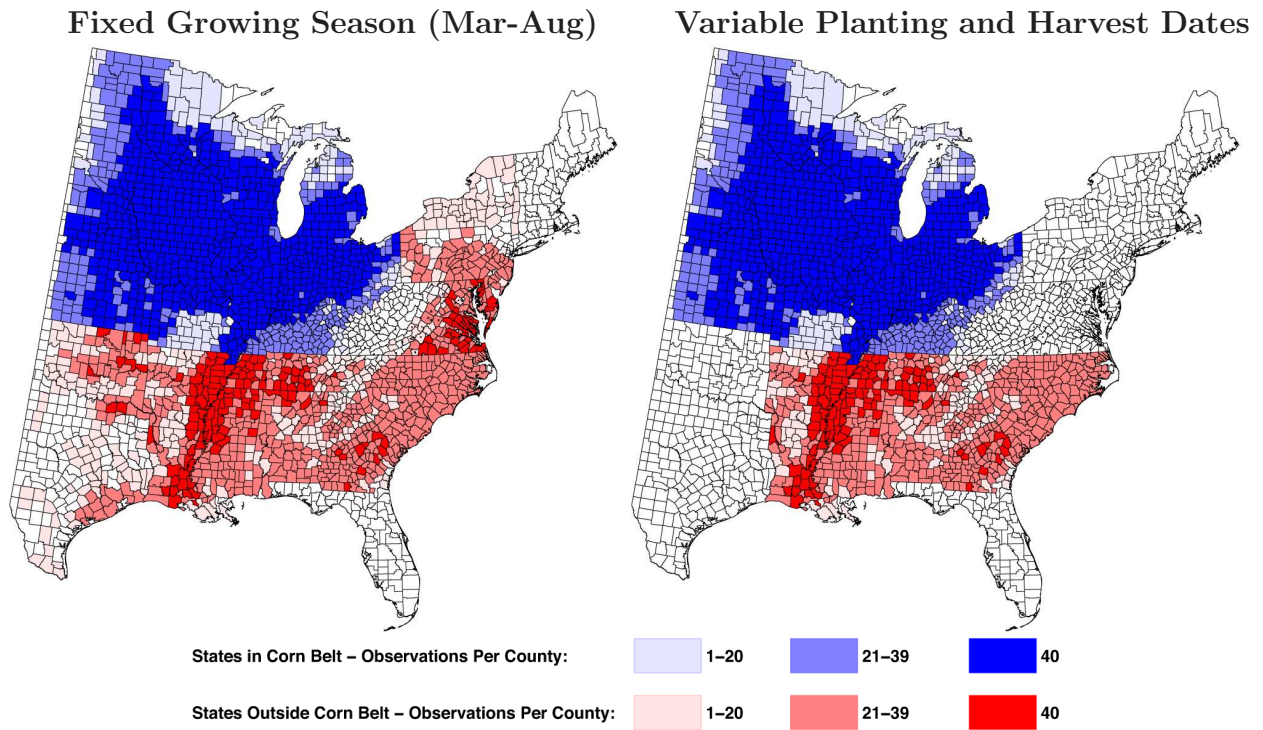 Fixed Growing Season (Mar-Aug) Variable Planting and Harvest Dates
States in Corn Belt – Observations Per County: 1–20 21–39 40
States Outside Corn Belt – Observations Per County: 1–20 21–39 40